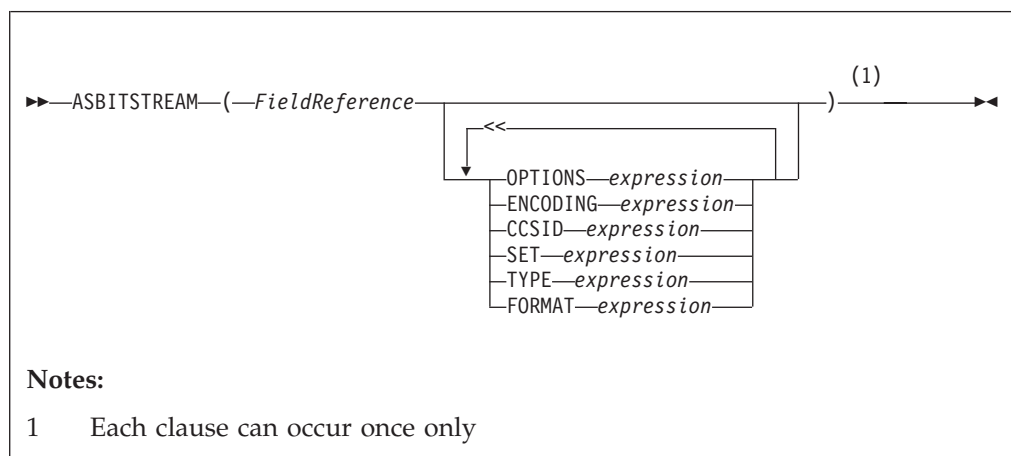 (1)
ASBITSTREAM ( FieldReference )
<<
OPTIONS expression
ENCODING expression
CCSID expression
SET expression
TYPE expression
FORMAT expression
Notes:
1 Each clause can occur once only